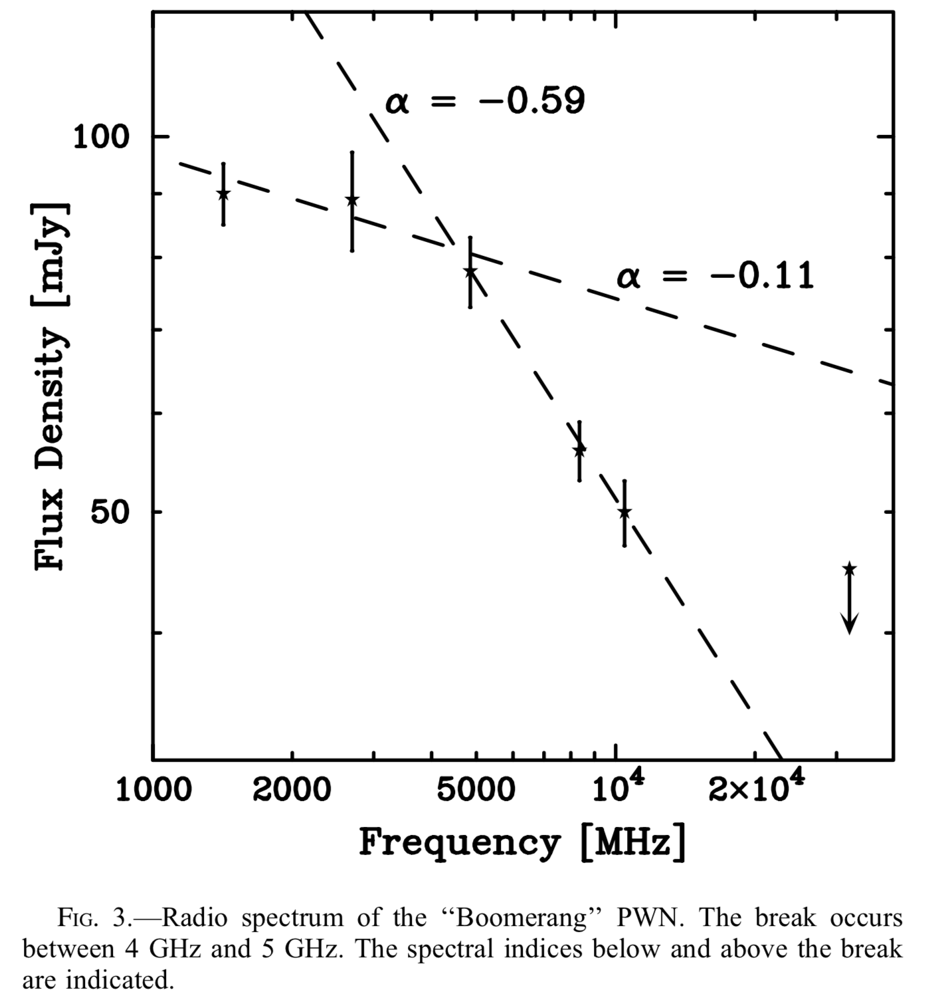 α = −0.59
100
α = −0.11
50
Flux Density [mJy]
1000 2000 5000 10⁴ 2×10⁴
Frequency [MHz]
FIG. 3.—Radio spectrum of the ‘‘Boomerang’’ PWN. The break occurs
between 4 GHz and 5 GHz. The spectral indices below and above the break
are indicated.